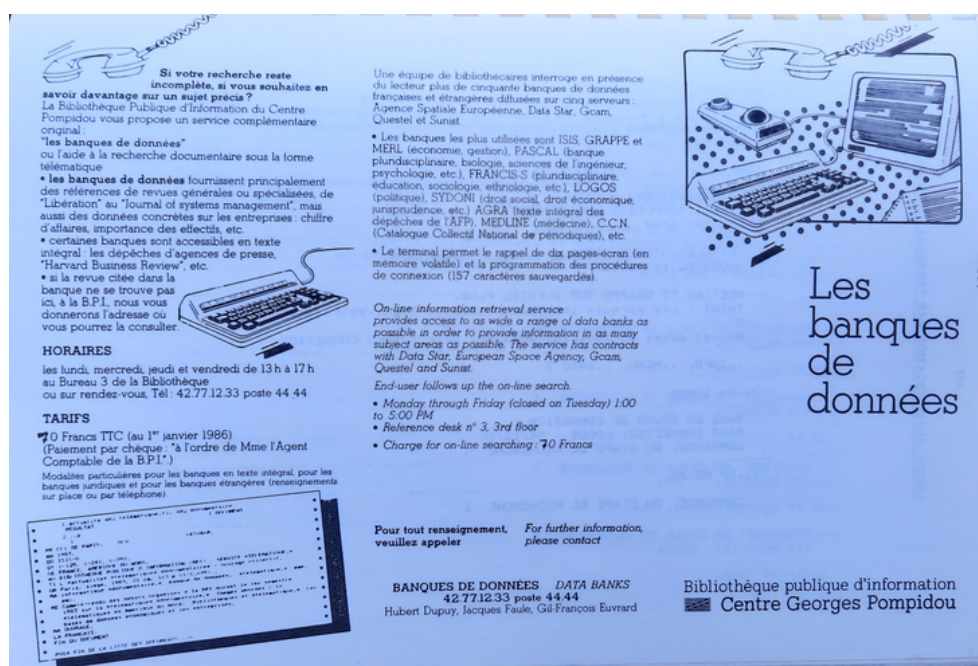 Si votre recherche reste
incomplète, si vous souhaitez en
savoir davantage sur un sujet précis ?
La Bibliothèque Publique d'Information du Centre
Pompidou vous propose un service complémentaire
original :
"les banques de données"
ou l'aide à la recherche documentaire sous la forme
télématique
• les banques de données fournissent principalement
des références de revues générales ou spécialisées, de
"Libération" au "Journal of systems management", mais
aussi des données concrètes sur les entreprises : chiffre
d'affaires, importance des effectifs, etc.
• certaines banques sont accessibles en texte
intégral : les dépêches d'agences de presse,
"Harvard Business Review", etc.
• si la revue citée dans la
banque ne se trouve pas
ici, à la B.P.I., nous vous
donnerons l'adresse où
vous pourrez la consulter.
HORAIRES
les lundi, mercredi, jeudi et vendredi de 13 h à 17 h
au Bureau 3 de la Bibliothèque
ou sur rendez-vous, Tél : 42.77.12.33 poste 44 44
TARIFS
70 Francs TTC (au 1er janvier 1986)
(Paiement par chèque : "à l'ordre de Mme l'Agent
Comptable de la B.P.I.".)
Modalités particulières pour les banques en texte intégral, pour les
banques juridiques et pour les banques étrangères (renseignements
sur place ou par téléphone).
RESULTAT
MA OUVRAGE.
LA FRANCAIS.
FIN DU DOCUMENT
Une équipe de bibliothécaires interroge en présence
du lecteur plus de cinquante banques de données
françaises et étrangères diffusées sur cinq serveurs :
Agence Spatiale Européenne, Data Star, Gcam,
Questel et Sunist.
• Les banques les plus utilisées sont ISIS, GRAPPE et
MERL (économie, gestion), PASCAL (banque
pluridisciplinaire, biologie, sciences de l'ingénieur,
psychologie, etc.), FRANCIS-S (pluridisciplinaire,
éducation, sociologie, ethnologie, etc.), LOGOS
(politique), SYDONI (droit social, droit économique,
jurisprudence, etc.) AGRA (texte intégral des
dépêches de l'AFP), MEDLINE (médecine), C.C.N.
(Catalogue Collectif National de périodiques), etc.
• Le terminal permet le rappel de dix pages-écran (en
mémoire volatile) et la programmation des procédures
de connexion (157 caractères sauvegardés).
On-line information retrieval service
provides access to as wide a range of data banks as
possible in order to provide information in as many
subject areas as possible. The service has contracts
with Data Star, European Space Agency, Gcam,
Questel and Sunist.
End-user follows up the on-line search.
• Monday through Friday (closed on Tuesday) 1:00
to 5:00 PM
• Reference desk n° 3, 3rd floor
• Charge for on-line searching : 70 Francs
Pour tout renseignement,
veuillez appeler
For further information,
please contact
BANQUES DE DONNÉES DATA BANKS
42.77.12.33 poste 44.44
Hubert Dupuy, Jacques Faule, Gil-François Euvrard
Les
banques
de
données
Bibliothèque publique d'information
Centre Georges Pompidou